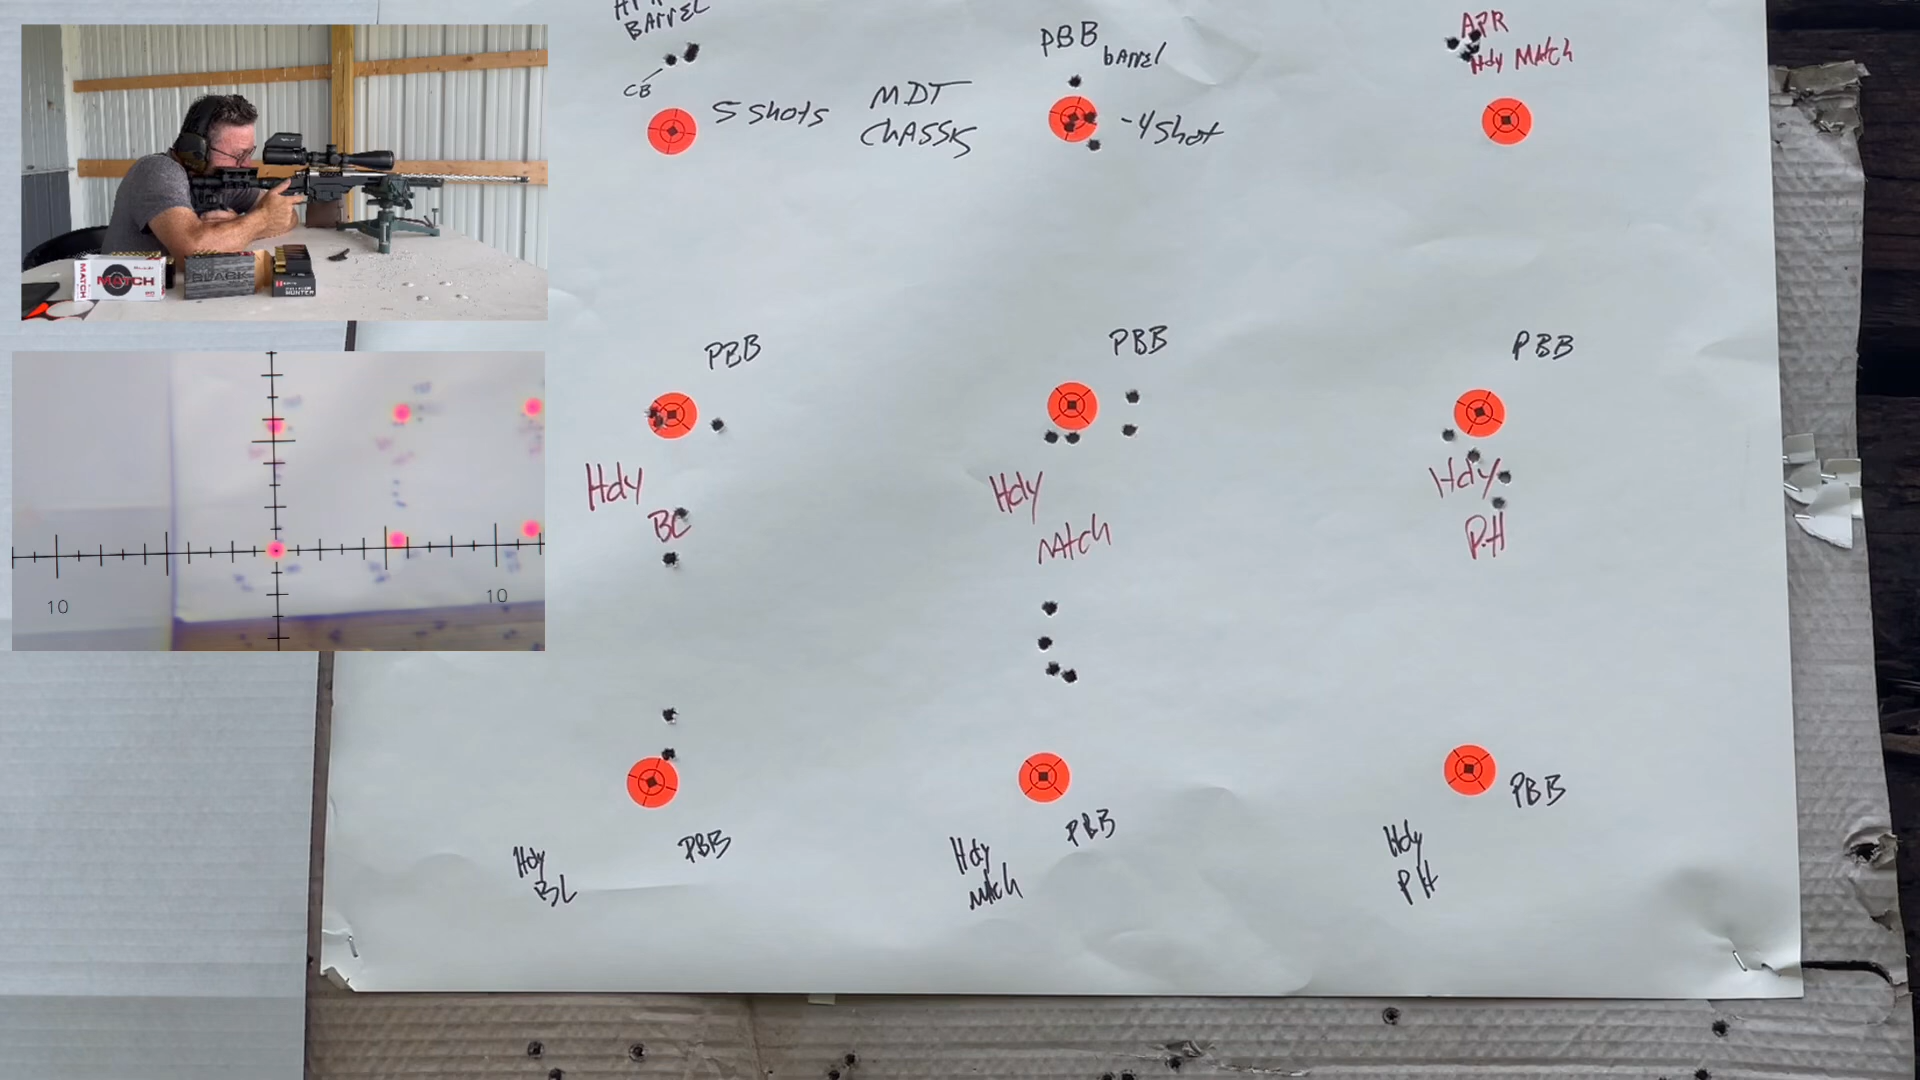 BArrEL
CB
5 Shots
MDT
ChASSIS
PBB
bArrEl
-4 Shot
APR
Hdy MAtch
MATCH
MATCH
BLACK
HUNTER
PBB
Hdy
BC
PBB
Hdy
MAtch
PBB
Hdy
PH
10
10
PBB
Hdy
BL
PBB
Hdy
Mtch
PBB
Hdy
PH